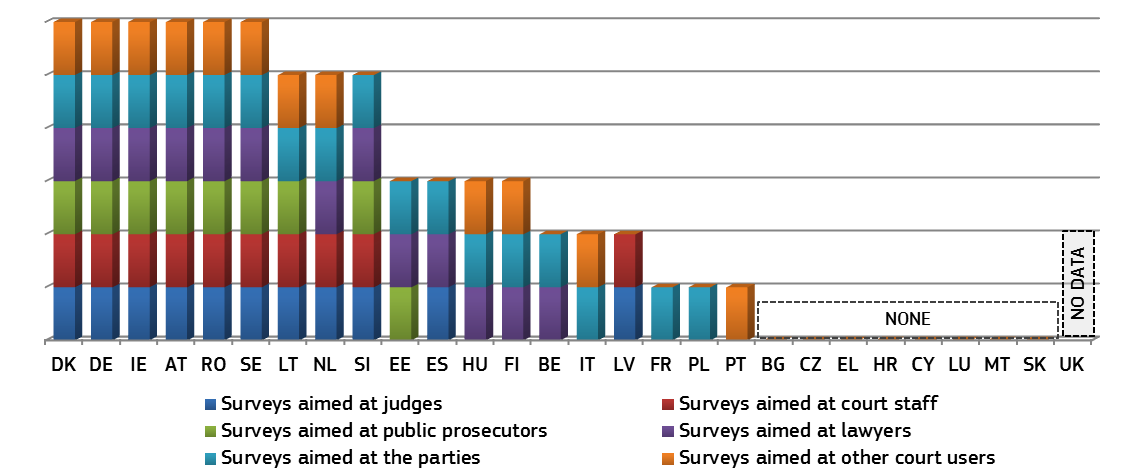 NO DATA
NONE
DK DE IE AT RO SE LT NL SI EE ES HU FI BE IT LV FR PL PT BG CZ EL HR CY LU MT SK UK
Surveys aimed at judges
Surveys aimed at court staff
Surveys aimed at public prosecutors
Surveys aimed at lawyers
Surveys aimed at the parties
Surveys aimed at other court users